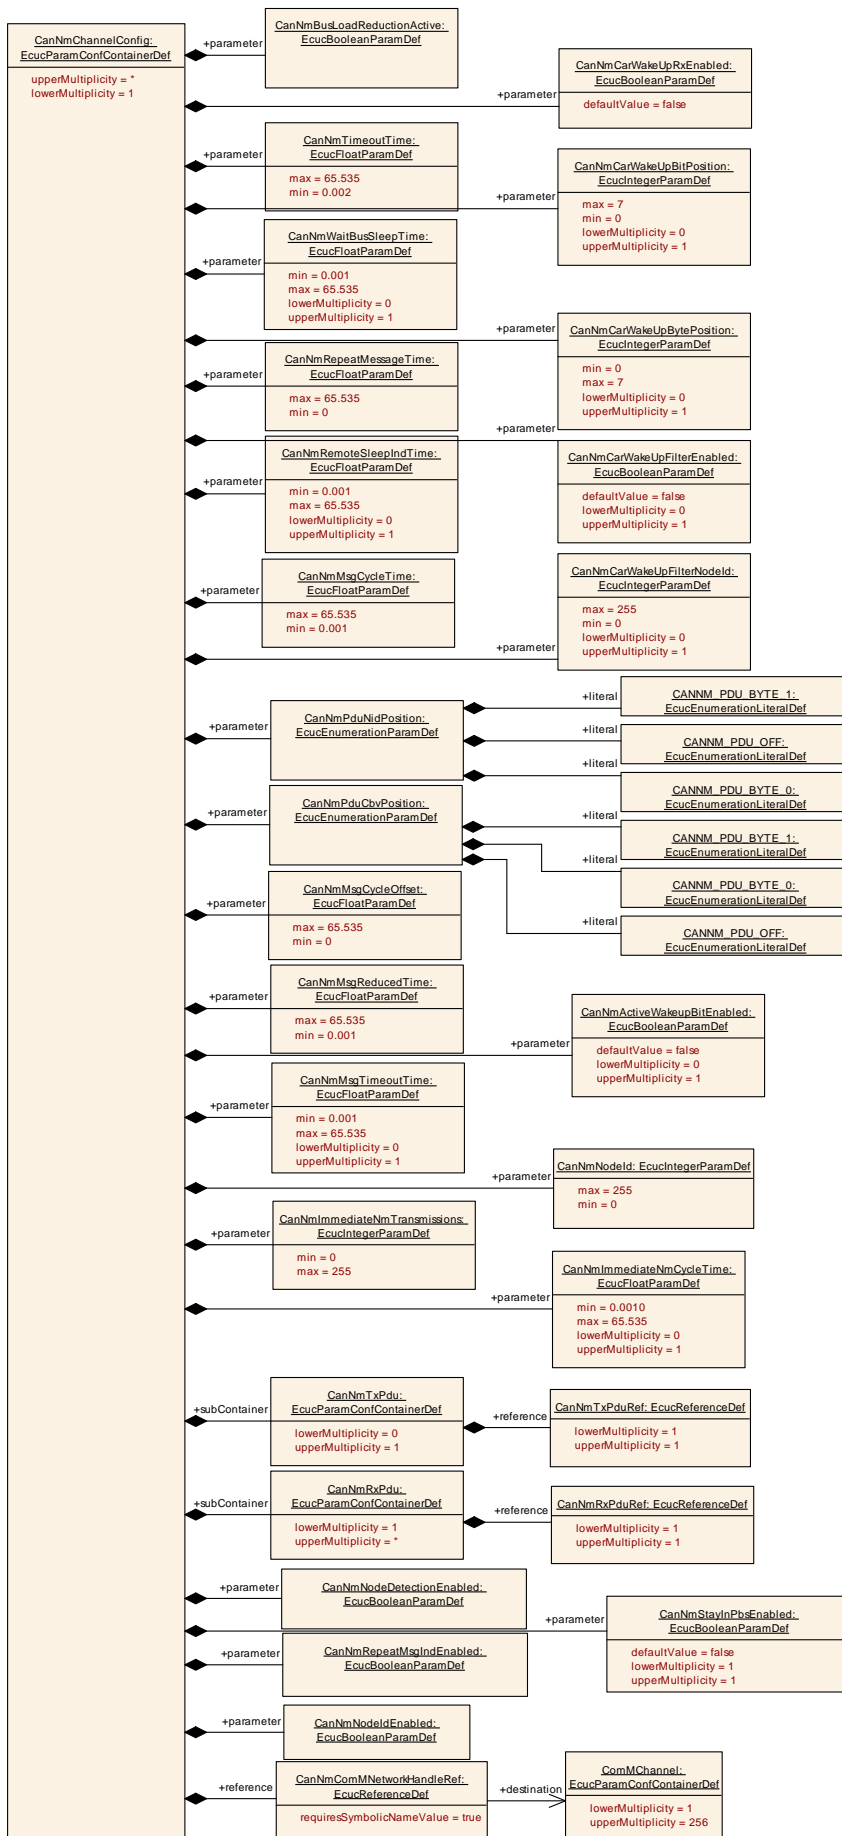 CanNmChannelConfig:
EcucParamConfContainerDef
upperMultiplicity = *
lowerMultiplicity = 1
+parameter
CanNmBusLoadReductionActive:
EcucBooleanParamDef
+parameter
CanNmCarWakeUpRxEnabled:
EcucBooleanParamDef
defaultValue = false
+parameter
CanNmTimeoutTime:
EcucFloatParamDef
max = 65.535
min = 0.002
+parameter
CanNmCarWakeUpBitPosition:
EcucIntegerParamDef
max = 7
min = 0
lowerMultiplicity = 0
upperMultiplicity = 1
+parameter
CanNmWaitBusSleepTime:
EcucFloatParamDef
min = 0.001
max = 65.535
lowerMultiplicity = 0
upperMultiplicity = 1
+parameter
CanNmCarWakeUpBytePosition:
EcucIntegerParamDef
min = 0
max = 7
lowerMultiplicity = 0
upperMultiplicity = 1
+parameter
CanNmRepeatMessageTime:
EcucFloatParamDef
max = 65.535
min = 0
+parameter
CanNmCarWakeUpFilterEnabled:
EcucBooleanParamDef
defaultValue = false
lowerMultiplicity = 0
upperMultiplicity = 1
+parameter
CanNmRemoteSleepIndTime:
EcucFloatParamDef
min = 0.001
max = 65.535
lowerMultiplicity = 0
upperMultiplicity = 1
+parameter
CanNmMsgCycleTime:
EcucFloatParamDef
max = 65.535
min = 0.001
+parameter
CanNmCarWakeUpFilterNodeId:
EcucIntegerParamDef
max = 255
min = 0
lowerMultiplicity = 0
upperMultiplicity = 1
+parameter
CanNmPduNidPosition:
EcucEnumerationParamDef
+literal
CANNM_PDU_BYTE_1:
EcucEnumerationLiteralDef
+literal
CANNM_PDU_OFF:
EcucEnumerationLiteralDef
+literal
CANNM_PDU_BYTE_0:
EcucEnumerationLiteralDef
+parameter
CanNmPduCbvPosition:
EcucEnumerationParamDef
+literal
CANNM_PDU_BYTE_1:
EcucEnumerationLiteralDef
+literal
CANNM_PDU_BYTE_0:
EcucEnumerationLiteralDef
+literal
CANNM_PDU_OFF:
EcucEnumerationLiteralDef
+parameter
CanNmMsgCycleOffset:
EcucFloatParamDef
max = 65.535
min = 0
+parameter
CanNmMsgReducedTime:
EcucFloatParamDef
max = 65.535
min = 0.001
+parameter
CanNmActiveWakeupBitEnabled:
EcucBooleanParamDef
defaultValue = false
lowerMultiplicity = 0
upperMultiplicity = 1
+parameter
CanNmMsgTimeoutTime:
EcucFloatParamDef
min = 0.001
max = 65.535
lowerMultiplicity = 0
upperMultiplicity = 1
+parameter
CanNmNodeId: EcucIntegerParamDef
max = 255
min = 0
+parameter
CanNmImmediateNmTransmissions:
EcucIntegerParamDef
min = 0
max = 255
+parameter
CanNmImmediateNmCycleTime:
EcucFloatParamDef
min = 0.0010
max = 65.535
lowerMultiplicity = 0
upperMultiplicity = 1
+subContainer
CanNmTxPdu:
EcucParamConfContainerDef
lowerMultiplicity = 0
upperMultiplicity = 1
+reference
CanNmTxPduRef: EcucReferenceDef
lowerMultiplicity = 1
upperMultiplicity = 1
+subContainer
CanNmRxPdu:
EcucParamConfContainerDef
lowerMultiplicity = 1
upperMultiplicity = *
+reference
CanNmRxPduRef: EcucReferenceDef
lowerMultiplicity = 1
upperMultiplicity = 1
+parameter
CanNmNodeDetectionEnabled:
EcucBooleanParamDef
+parameter
CanNmStayInPbsEnabled:
EcucBooleanParamDef
defaultValue = false
lowerMultiplicity = 1
upperMultiplicity = 1
+parameter
CanNmRepeatMsgIndEnabled:
EcucBooleanParamDef
+parameter
CanNmNodeIdEnabled:
EcucBooleanParamDef
+reference
CanNmComMNetworkHandleRef:
EcucReferenceDef
requiresSymbolicNameValue = true
+destination
ComMChannel:
EcucParamConfContainerDef
lowerMultiplicity = 1
upperMultiplicity = 256